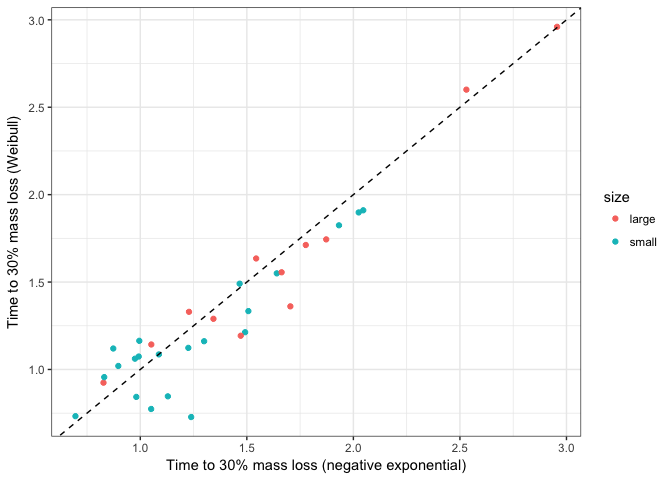 3.0
2.5
2.0
1.5
1.0
Time to 30% mass loss (Weibull)
1.0
1.5
2.0
2.5
3.0
Time to 30% mass loss (negative exponential)
size
large
small